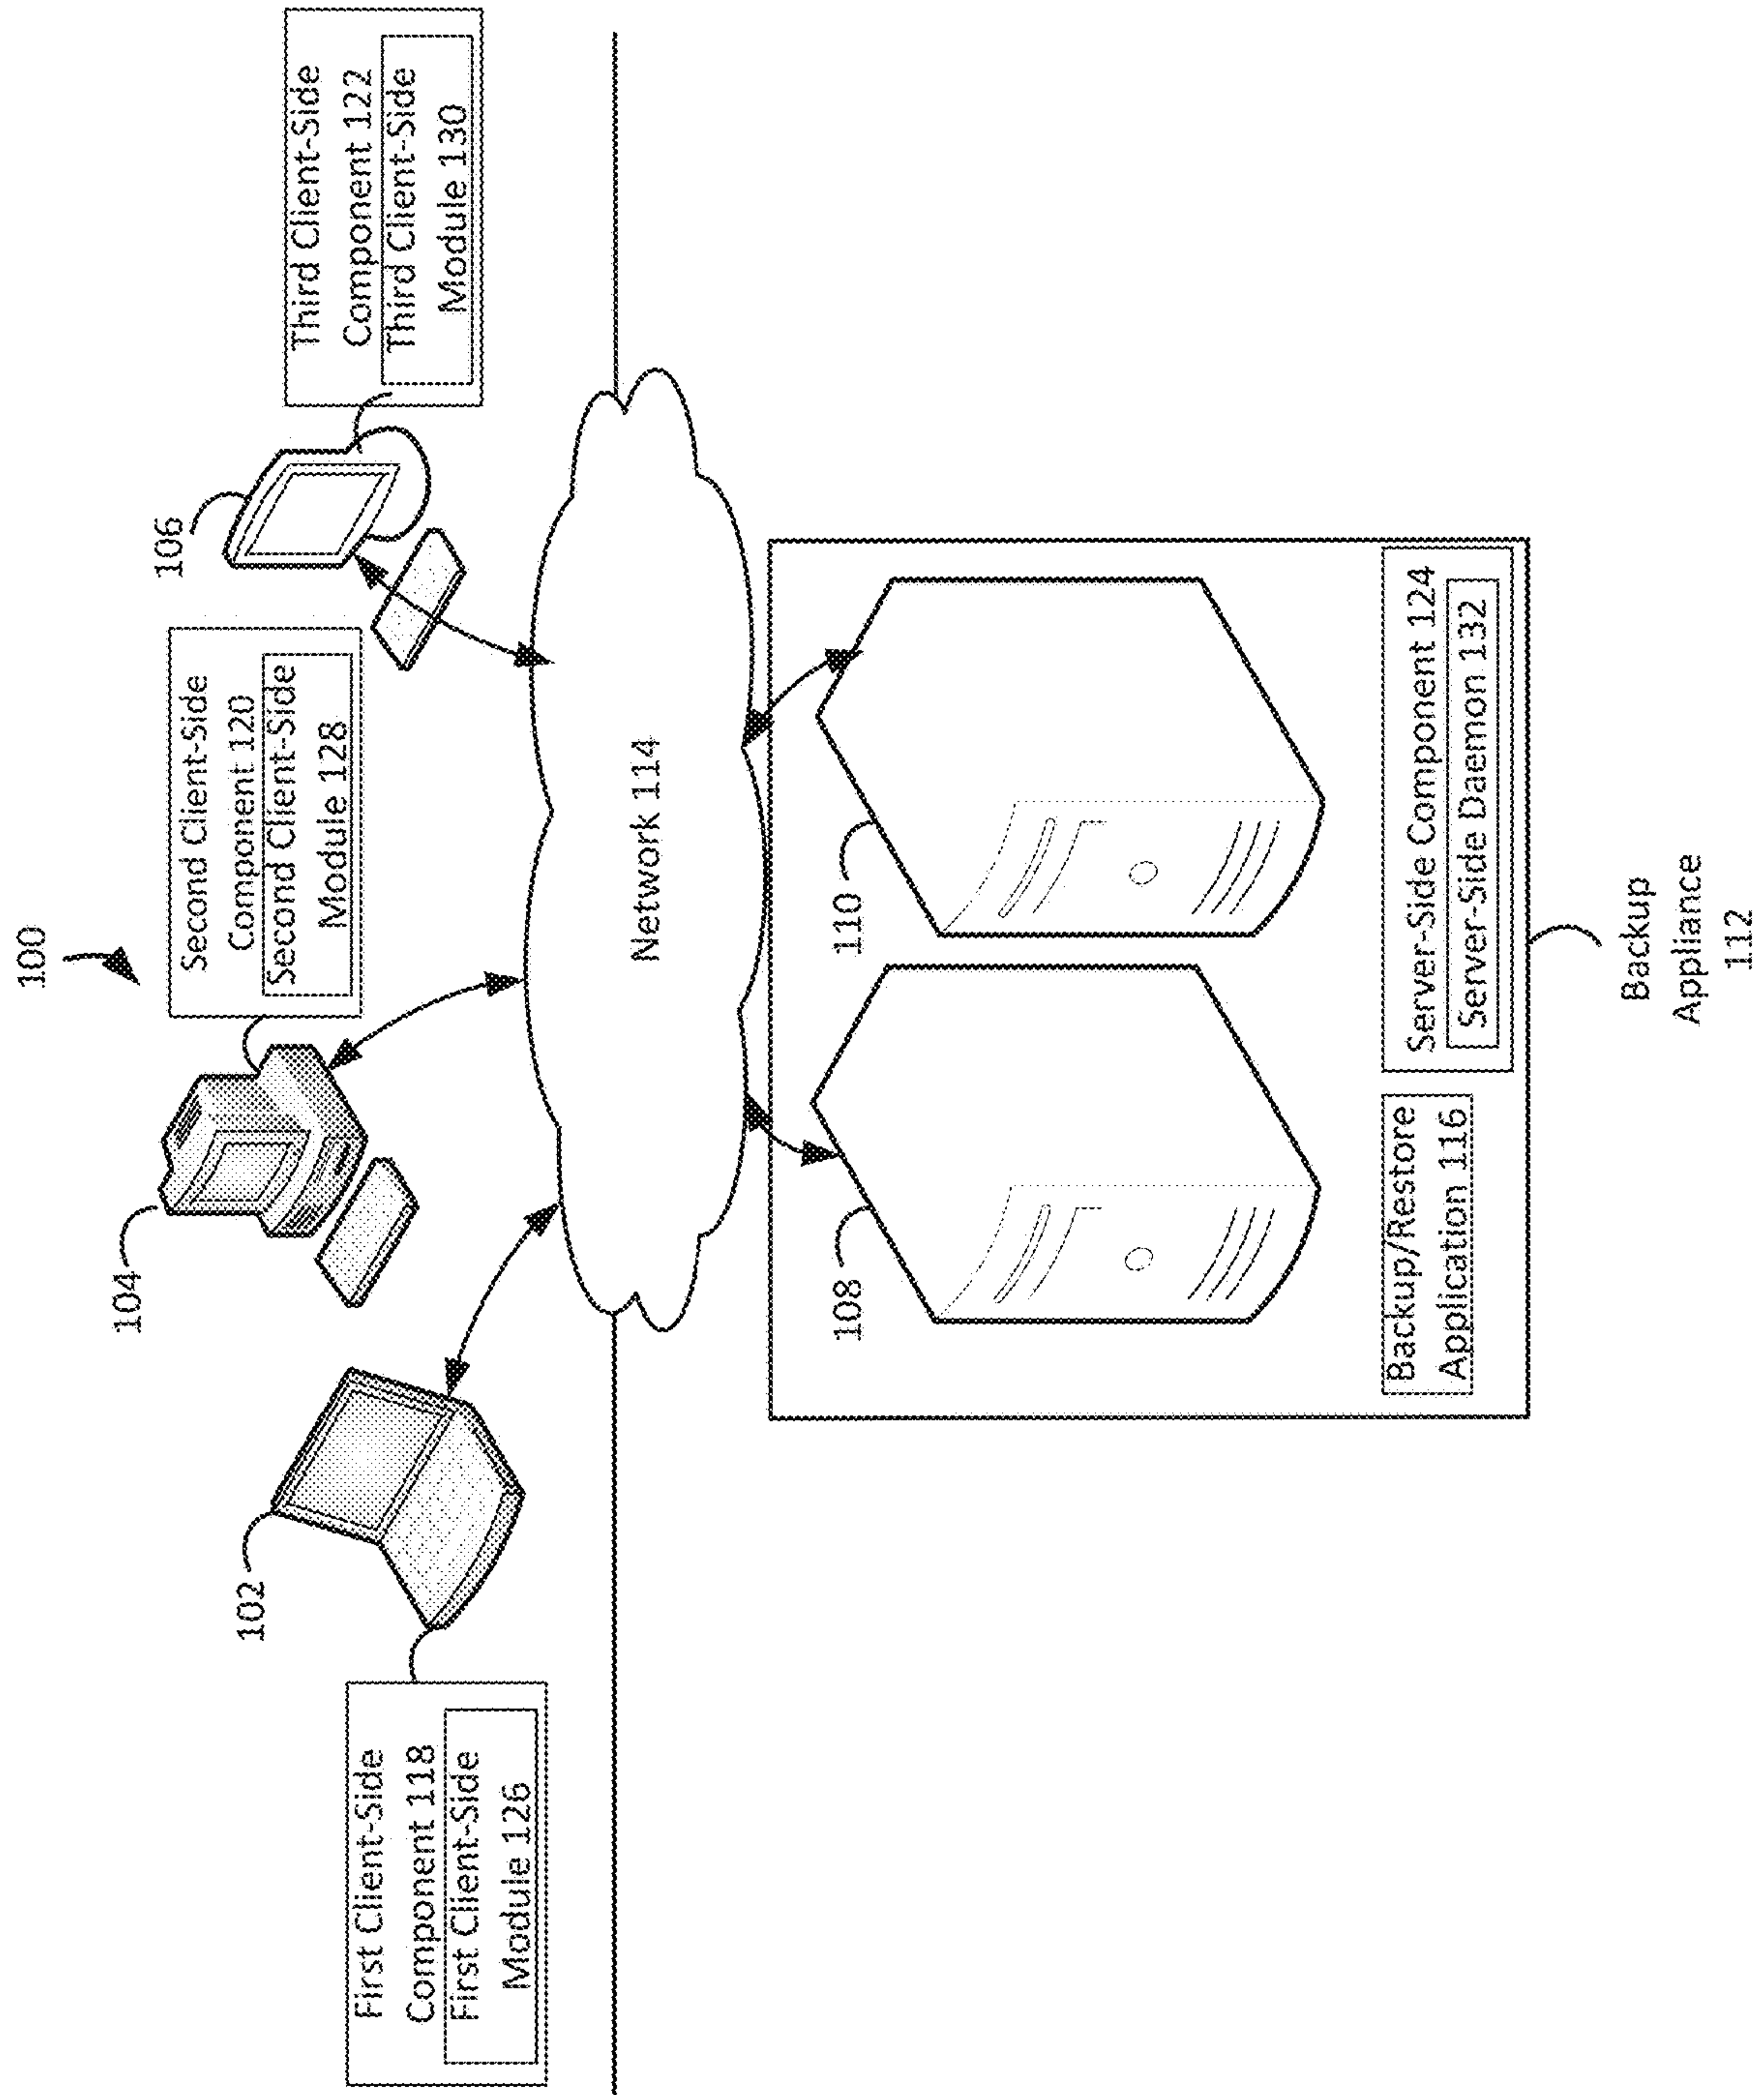 100
104
Second Client-Side
Component 120
Second Client-Side
Module 128
106
Third Client-Side
Component 122
Third Client-Side
Module 130
102
First Client-Side
Component 118
First Client-Side
Module 126
Network 114
108
110
Backup/Restore
Application 116
Server-Side Component 124
Server-Side Daemon 132
Backup
Appliance
112